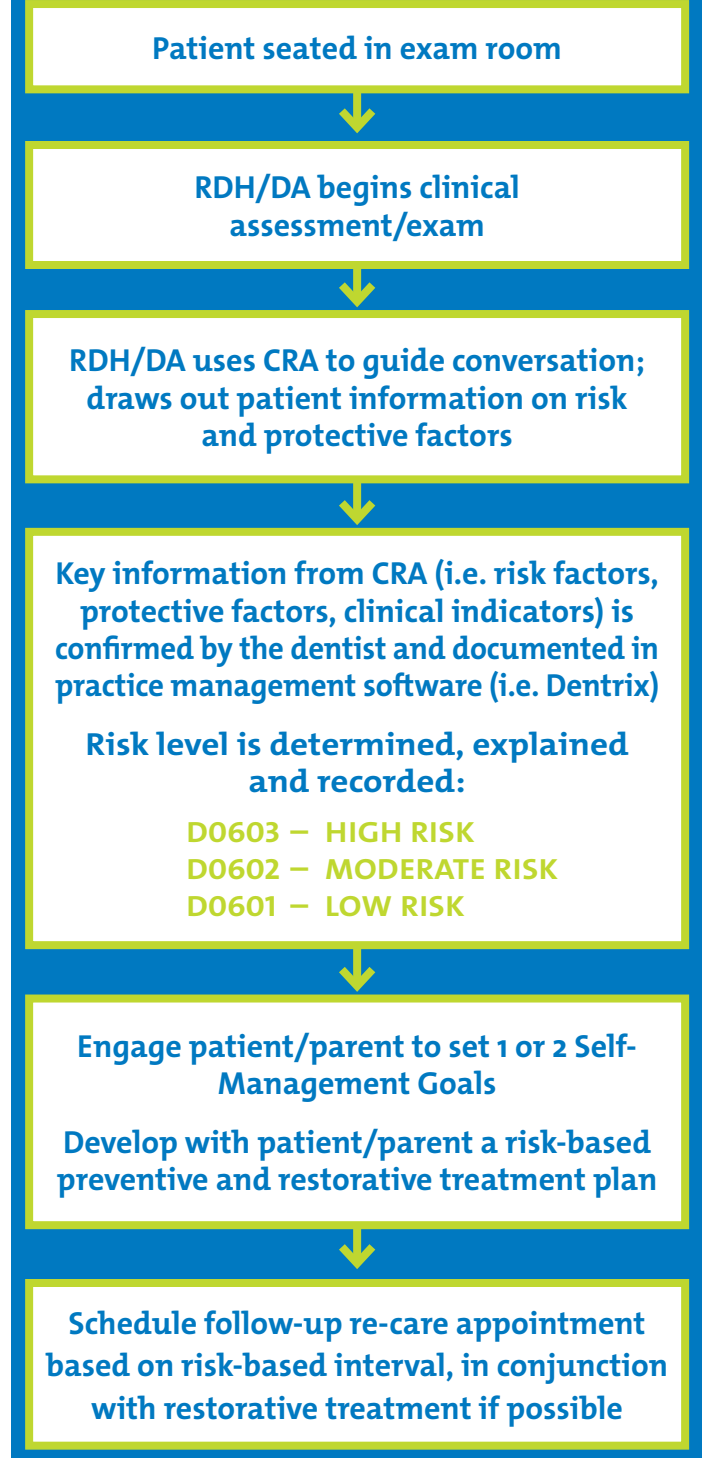 Patient seated in exam room
RDH/DA begins clinical
assessment/exam
RDH/DA uses CRA to guide conversation;
draws out patient information on risk
and protective factors
Key information from CRA (i.e. risk factors,
protective factors, clinical indicators) is
confirmed by the dentist and documented in
practice management software (i.e. Dentrix)
Risk level is determined, explained
and recorded:
D0603 – HIGH RISK
D0602 – MODERATE RISK
D0601 – LOW RISK
Engage patient/parent to set 1 or 2 Self-
Management Goals
Develop with patient/parent a risk-based
preventive and restorative treatment plan
Schedule follow-up re-care appointment
based on risk-based interval, in conjunction
with restorative treatment if possible